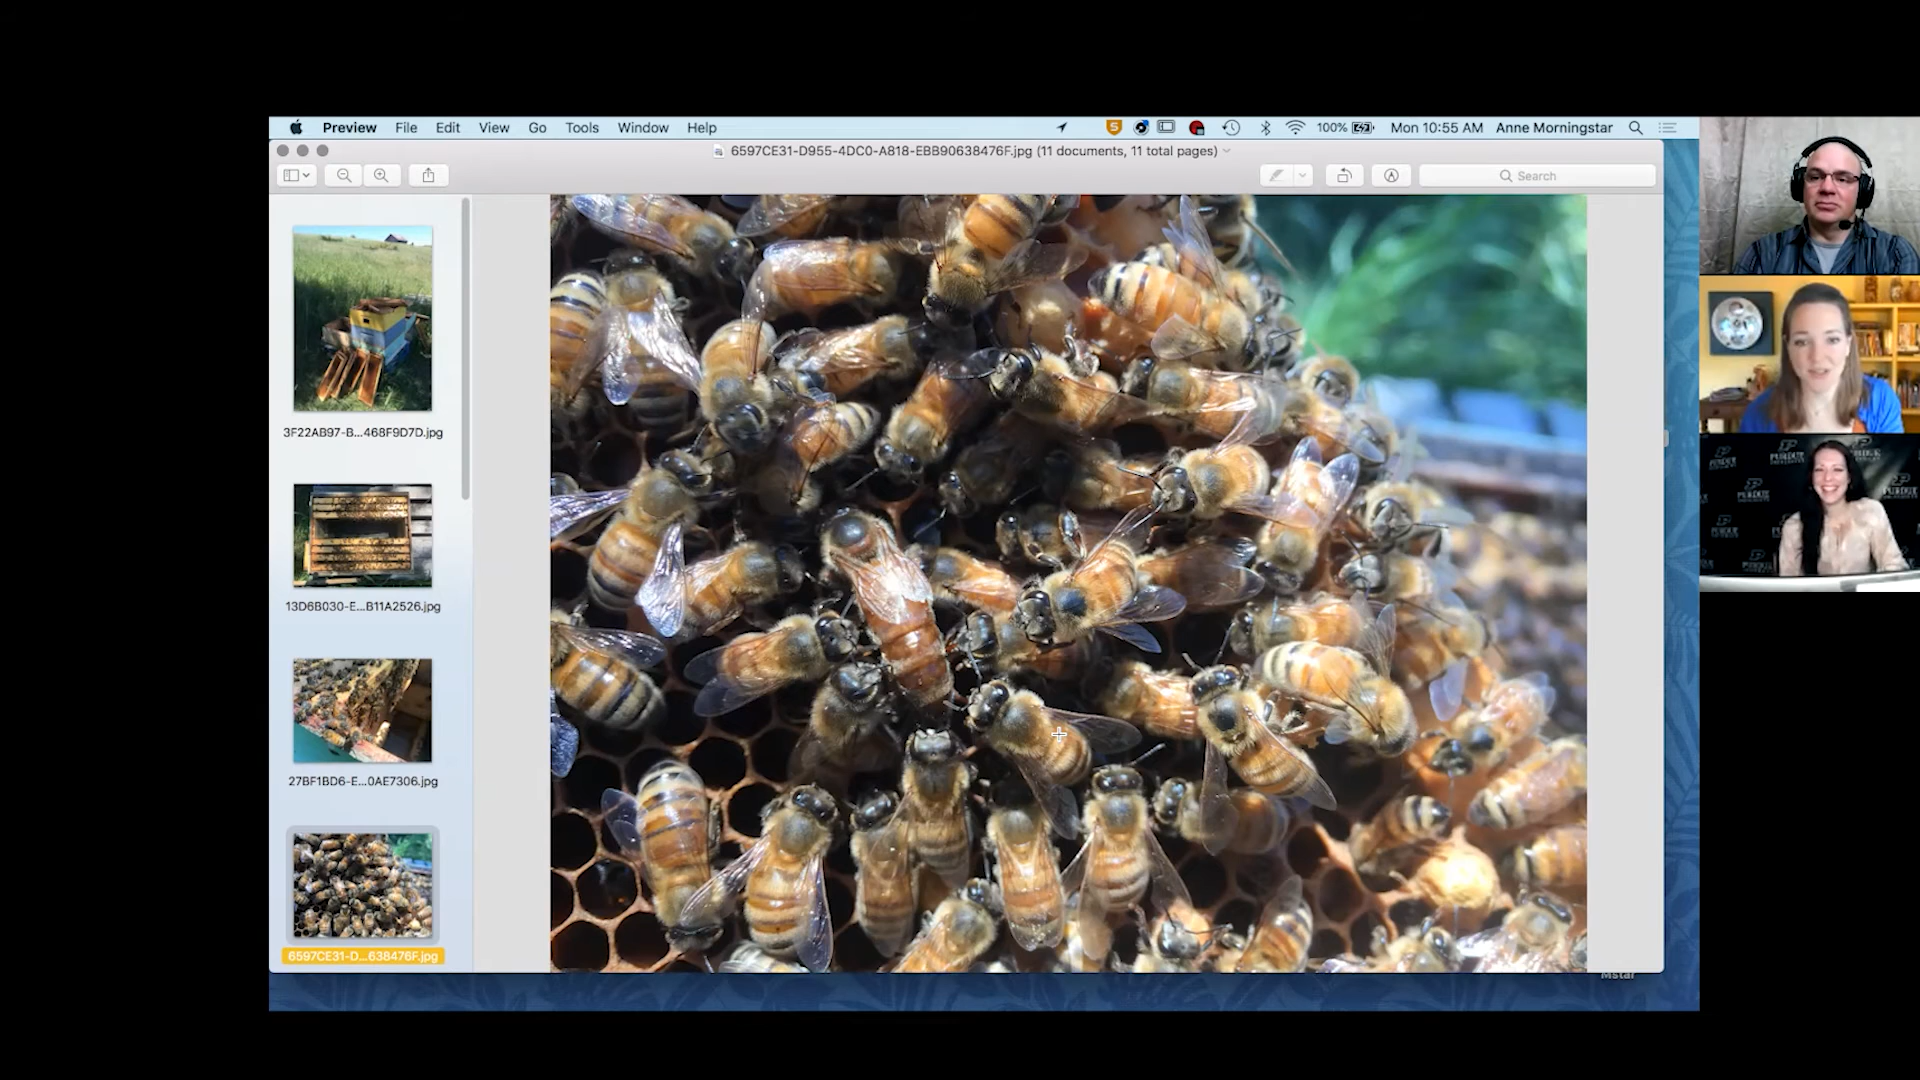 Preview File Edit View Go Tools Window Help
S 100% Mon 10:55 AM Anne Morningstar
6597CE31-D955-4DC0-A818-EBB90638476F.jpg (11 documents, 11 total pages)
Search
3F22AB97-B...468F9D7D.jpg
13D6B030-E...B11A2526.jpg
27BF1BD6-E...0AE7306.jpg
6597CE31-D...638476F.jpg
Mstar
P
PURDUE